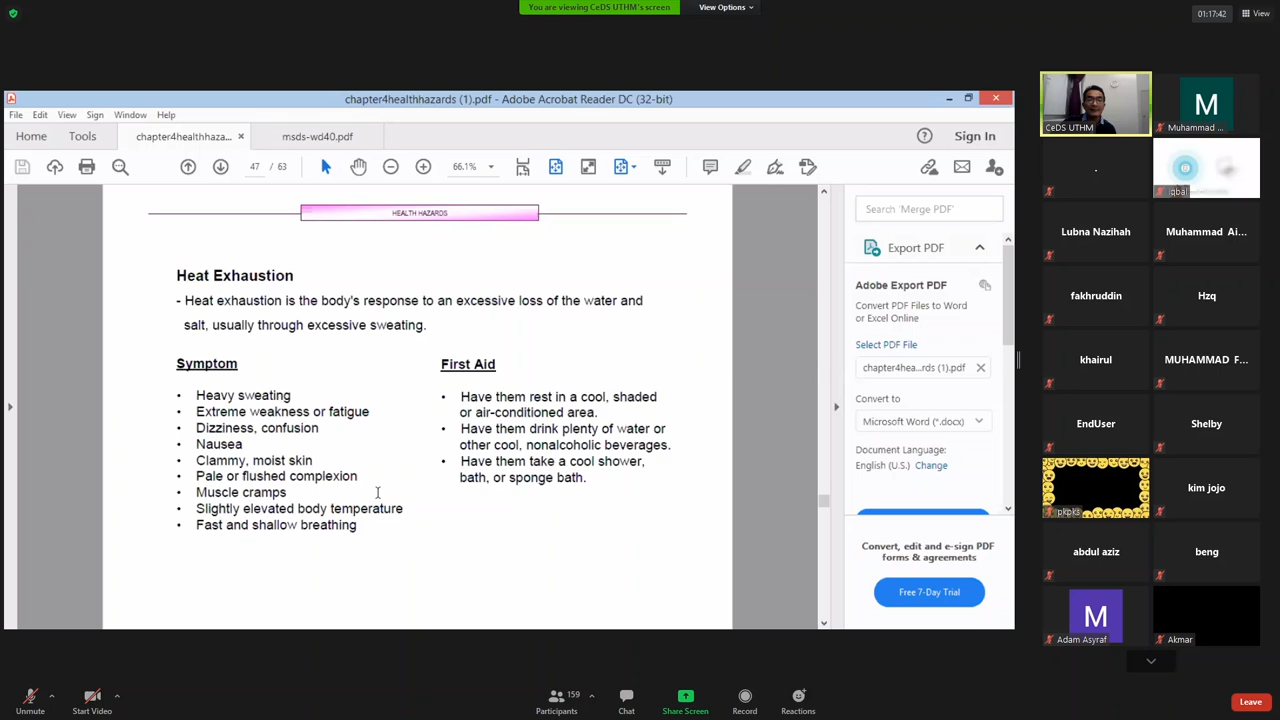 You are viewing CeDS UTHM's screen
View Options
01:17:42
View
chapter4healthhazards (1).pdf - Adobe Acrobat Reader DC (32-bit)
File Edit View Sign Window Help
Home Tools chapter4healthhaza... msds-wd40.pdf Sign In
47 / 63 66.1%
HEALTH HAZARDS
Heat Exhaustion
- Heat exhaustion is the body's response to an excessive loss of the water and
salt, usually through excessive sweating.
Symptom
• Heavy sweating
• Extreme weakness or fatigue
• Dizziness, confusion
• Nausea
• Clammy, moist skin
• Pale or flushed complexion
• Muscle cramps
• Slightly elevated body temperature
• Fast and shallow breathing
First Aid
• Have them rest in a cool, shaded
or air-conditioned area.
• Have them drink plenty of water or
other cool, nonalcoholic beverages.
• Have them take a cool shower,
bath, or sponge bath.
Search 'Merge PDF'
Export PDF
Adobe Export PDF
Convert PDF Files to Word
or Excel Online
Select PDF File
chapter4hea...rds (1).pdf
Convert to
Microsoft Word (*.docx)
Document Language:
English (U.S.) Change
Convert, edit and e-sign PDF
forms & agreements
Free 7-Day Trial
CeDS UTHM
M
Muhammad ...
.
iqbal
Lubna Nazihah
Muhammad Ai...
fakhruddin
Hzq
khairul
MUHAMMAD F...
EndUser
Shelby
pkpks
kim jojo
abdul aziz
beng
M
Adam Asyraf
Akmar
Unmute
Start Video
159
Participants
Chat
Share Screen
Record
Reactions
Leave